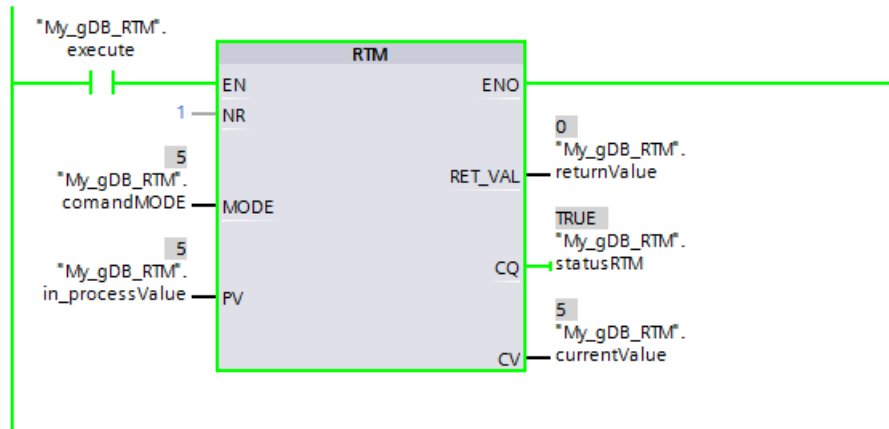 "My_gDB_RTM".
execute
RTM
EN
ENO
1
NR
5
"My_gDB_RTM".
comandMODE
MODE
5
"My_gDB_RTM".
in_processValue
PV
0
"My_gDB_RTM".
RET_VAL
returnValue
TRUE
"My_gDB_RTM".
CQ
statusRTM
5
"My_gDB_RTM".
CV
currentValue